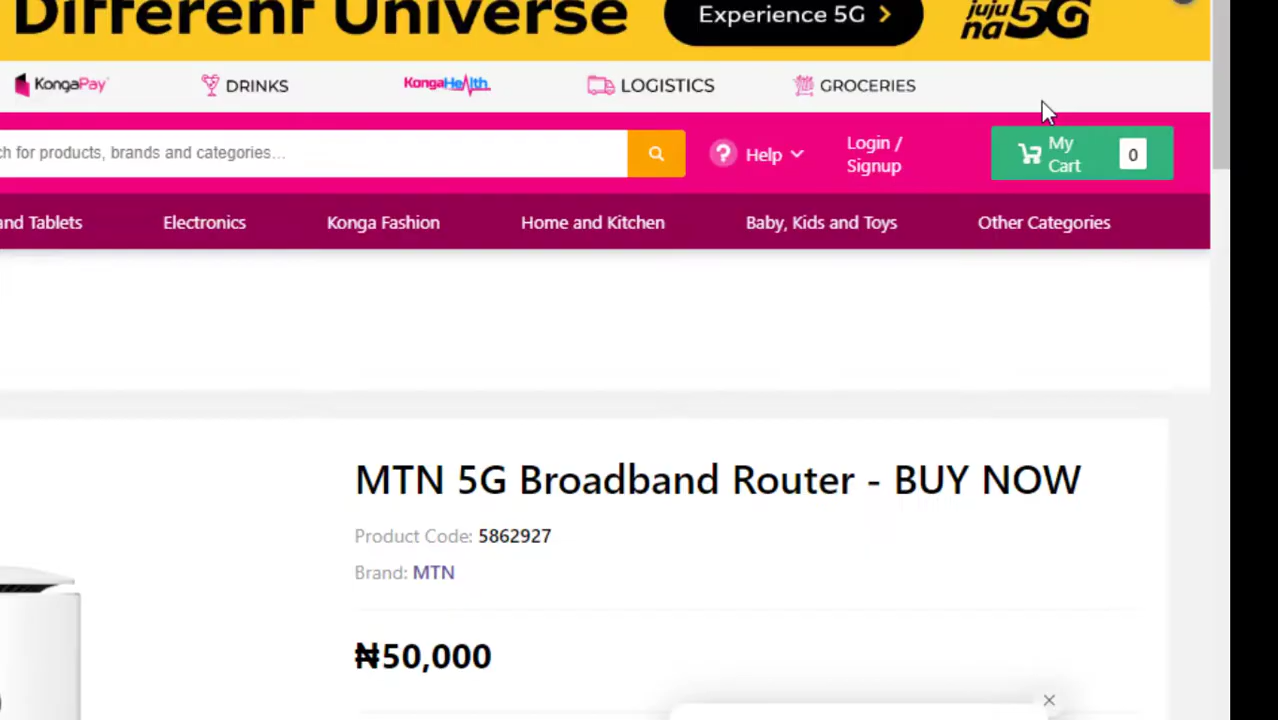 Different Universe
Experience 5G >
juju
na 5G
KongaPay
DRINKS
KongaHealth
LOGISTICS
GROCERIES
for products, brands and categories...
? Help
Login /
Signup
My
Cart
0
and Tablets
Electronics
Konga Fashion
Home and Kitchen
Baby, Kids and Toys
Other Categories
MTN 5G Broadband Router - BUY NOW
Product Code: 5862927
Brand: MTN
₦50,000